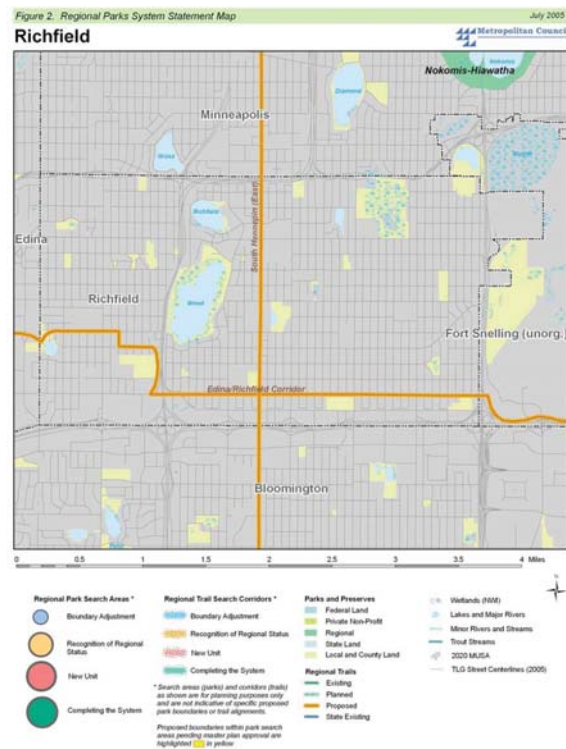 Figure 2. Regional Parks System Statement Map
July 2005
Richfield
Metropolitan Council
Nokomis
Nokomis-Hiawatha
Diamond
Minneapolis
Mother
Grass
Richfield
South Hennepin (East)
Edina
Wood
Richfield
Fort Snelling (unorg.)
Edina/Richfield Corridor
Bloomington
0 0.5 1 1.5 2 2.5 3 3.5 4 Miles
N
Regional Park Search Areas *
Boundary Adjustment
Recognition of Regional
Status
New Unit
Completing the System
Regional Trail Search Corridors *
Boundary Adjustment
Recognition of Regional Status
New Unit
Completing the System
* Search areas (parks) and corridors (trails)
as shown are for planning purposes only
and are not indicative of specific proposed
park boundaries or trail alignments.
Proposed boundaries within park search
areas pending master plan approval are
highlighted in yellow
Parks and Preserves
Federal Land
Private Non-Profit
Regional
State Land
Local and County Land
Regional Trails
Existing
Planned
Proposed
State Existing
Wetlands (NWI)
Lakes and Major Rivers
Minor Rivers and Streams
Trout Streams
2020 MUSA
TLG Street Centerlines (2005)